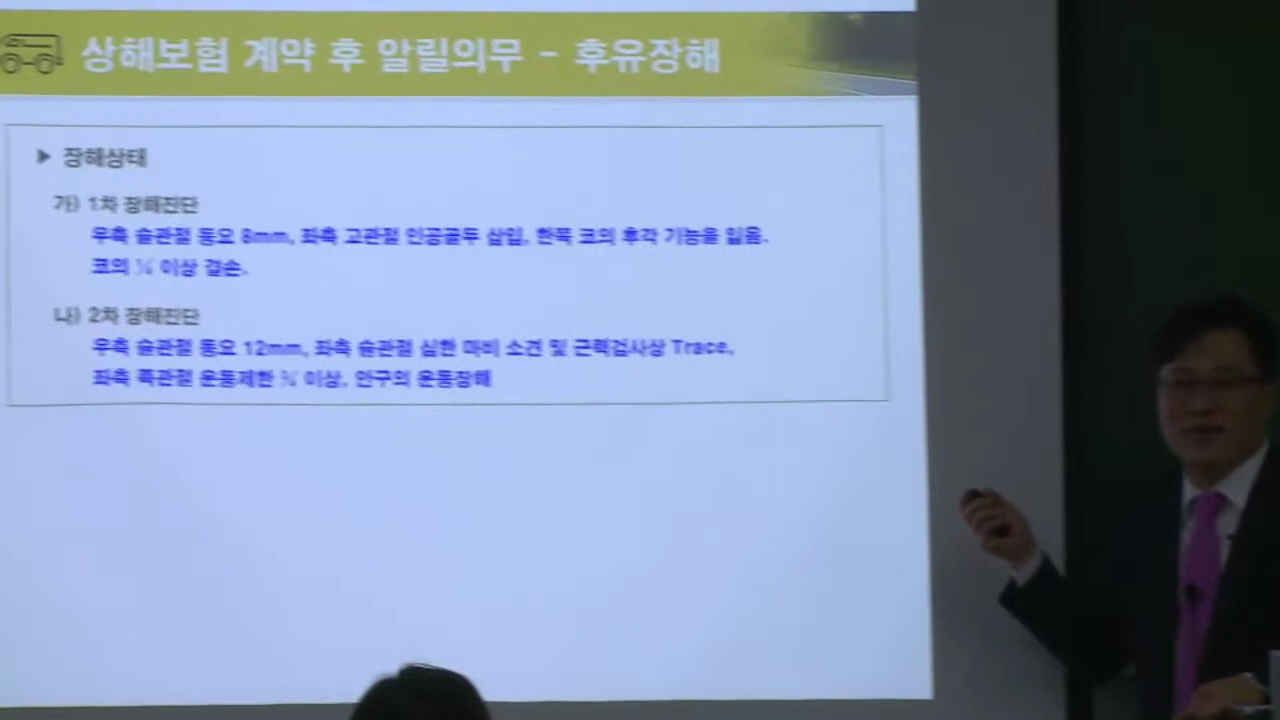 상해보험 계약 후 알릴의무 - 후유장해
▶ 장해상태
가) 1차 장해진단
우측 슬관절 동요 8mm, 좌측 고관절 인공골두 삽입, 한쪽 코의 후각 기능을 잃음.
코의 ¼ 이상 결손.
나) 2차 장해진단
우측 슬관절 동요 12mm, 좌측 슬관절 심한 마비 소견 및 근력검사상 Trace,
좌측 족관절 운동제한 ¾ 이상, 안구의 운동장해